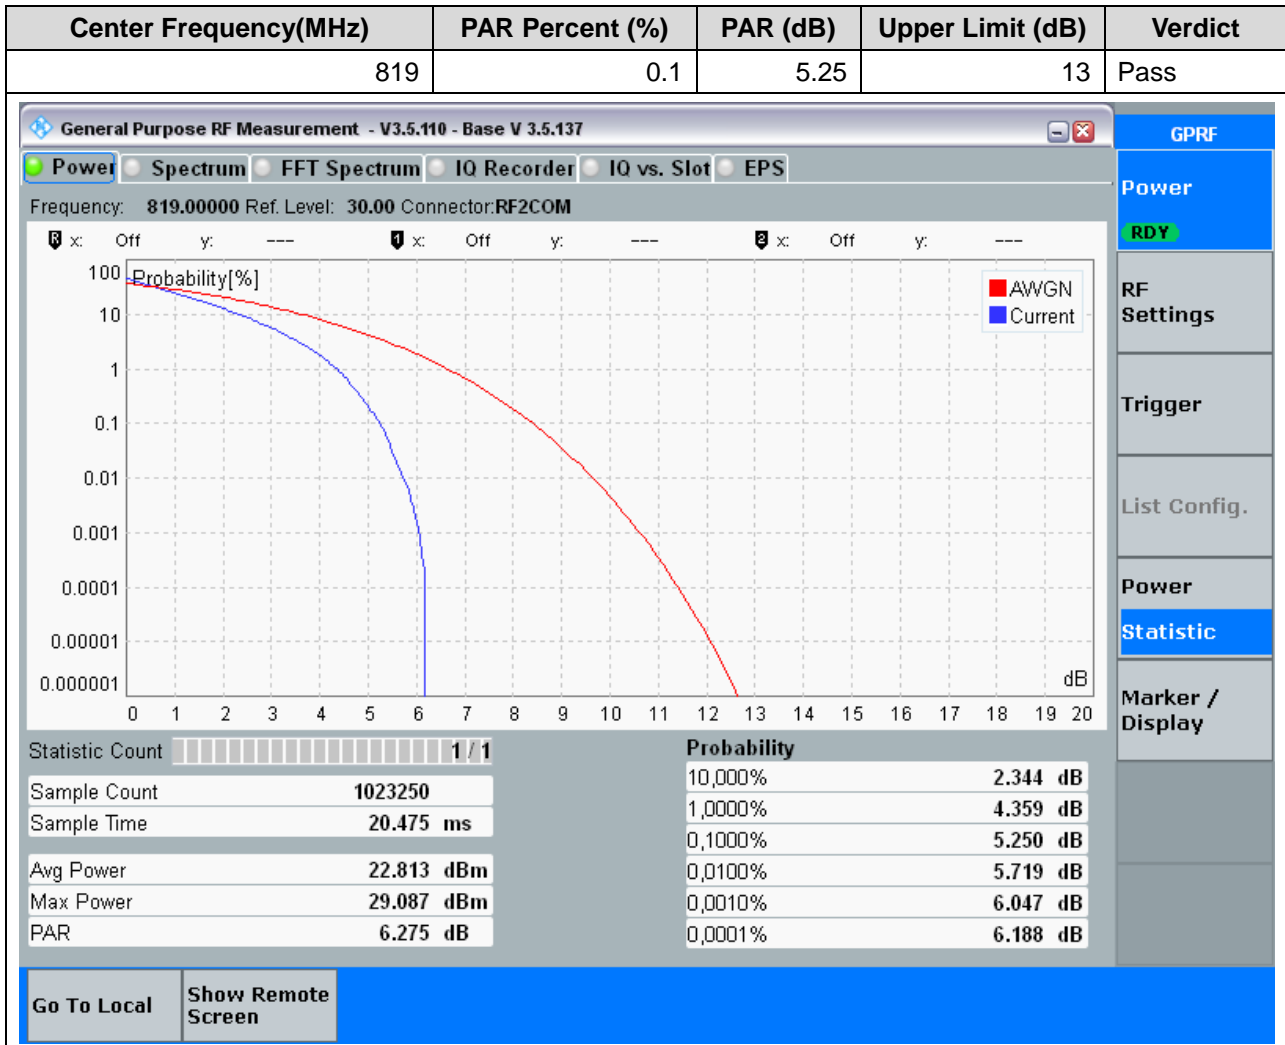 Center Frequency(MHz) PAR Percent (%) PAR (dB) Upper Limit (dB) Verdict
819 0.1 5.25 13 Pass
General Purpose RF Measurement - V3.5.110 - Base V 3.5.137
GPRF
Power Spectrum FFT Spectrum IQ Recorder IQ vs. Slot EPS
Power
RDY
Frequency: 819.00000 Ref. Level: 30.00 Connector:RF2COM
R x: Off y: --- 1 x: Off y: --- 2 x: Off y: ---
Probability[%]
AWGN
Current
100
10
1
0.1
0.01
0.001
0.0001
0.00001
0.000001
dB
0 1 2 3 4 5 6 7 8 9 10 11 12 13 14 15 16 17 18 19 20
RF
Settings
Trigger
List Config.
Power
Statistic
Marker /
Display
Statistic Count 1 / 1
Sample Count 1023250
Sample Time 20.475 ms
Avg Power 22.813 dBm
Max Power 29.087 dBm
PAR 6.275 dB
Probability
10,000% 2.344 dB
1,0000% 4.359 dB
0,1000% 5.250 dB
0,0100% 5.719 dB
0,0010% 6.047 dB
0,0001% 6.188 dB
Go To Local
Show Remote
Screen